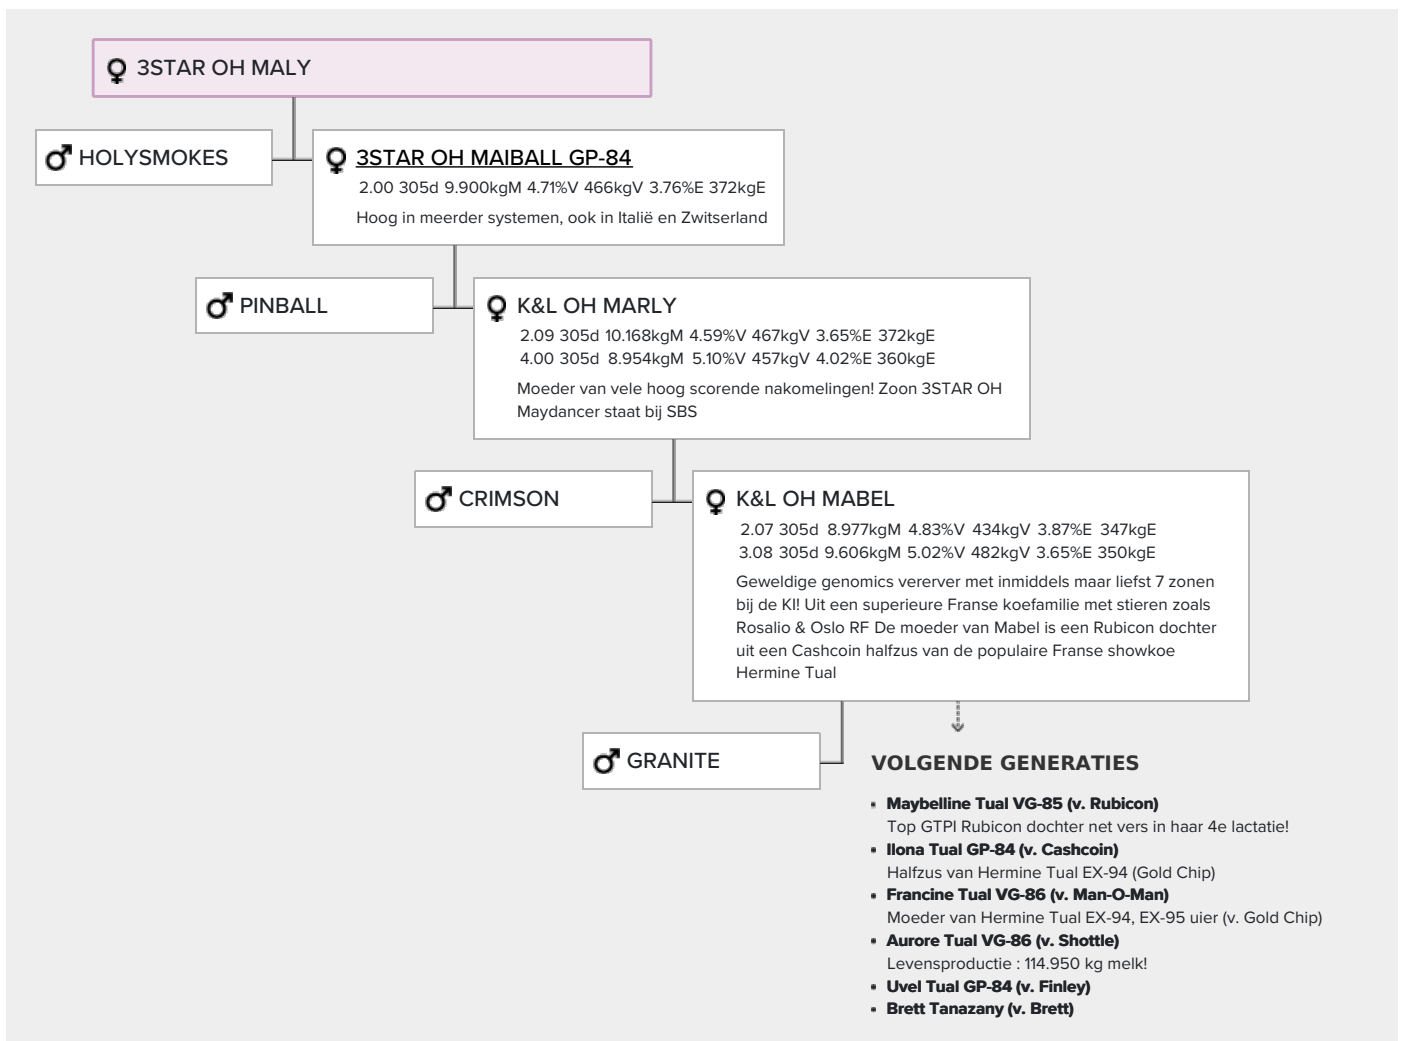 3STAR OH MALY
HOLYSMOKES
3STAR OH MAIBALL GP-84
2.00 305d 9.900kgM 4.71%V 466kgV 3.76%E 372kgE
Hoog in meerder systemen, ook in Italië en Zwitserland
PINBALL
K&L OH MARLY
2.09 305d 10.168kgM 4.59%V 467kgV 3.65%E 372kgE
4.00 305d 8.954kgM 5.10%V 457kgV 4.02%E 360kgE
Moeder van vele hoog scorende nakomelingen! Zoon 3STAR OH
Maydancer staat bij SBS
CRIMSON
K&L OH MABEL
2.07 305d 8.977kgM 4.83%V 434kgV 3.87%E 347kgE
3.08 305d 9.606kgM 5.02%V 482kgV 3.65%E 350kgE
Geweldige genomics vererver met inmiddels maar liefst 7 zonen
bij de KI! Uit een superieure Franse koefamilie met stieren zoals
Rosalio & Oslo RF De moeder van Mabel is een Rubicon dochter
uit een Cashcoin halfzus van de populaire Franse showkoe
Hermine Tual
GRANITE
VOLGENDE GENERATIES
• Maybelline Tual VG-85 (v. Rubicon)
Top GTPI Rubicon dochter net vers in haar 4e lactatie!
• Ilona Tual GP-84 (v. Cashcoin)
Halfzus van Hermine Tual EX-94 (Gold Chip)
• Francine Tual VG-86 (v. Man-O-Man)
Moeder van Hermine Tual EX-94, EX-95 uier (v. Gold Chip)
• Aurore Tual VG-86 (v. Shottle)
Levensproductie : 114.950 kg melk!
• Uvel Tual GP-84 (v. Finley)
• Brett Tanazany (v. Brett)